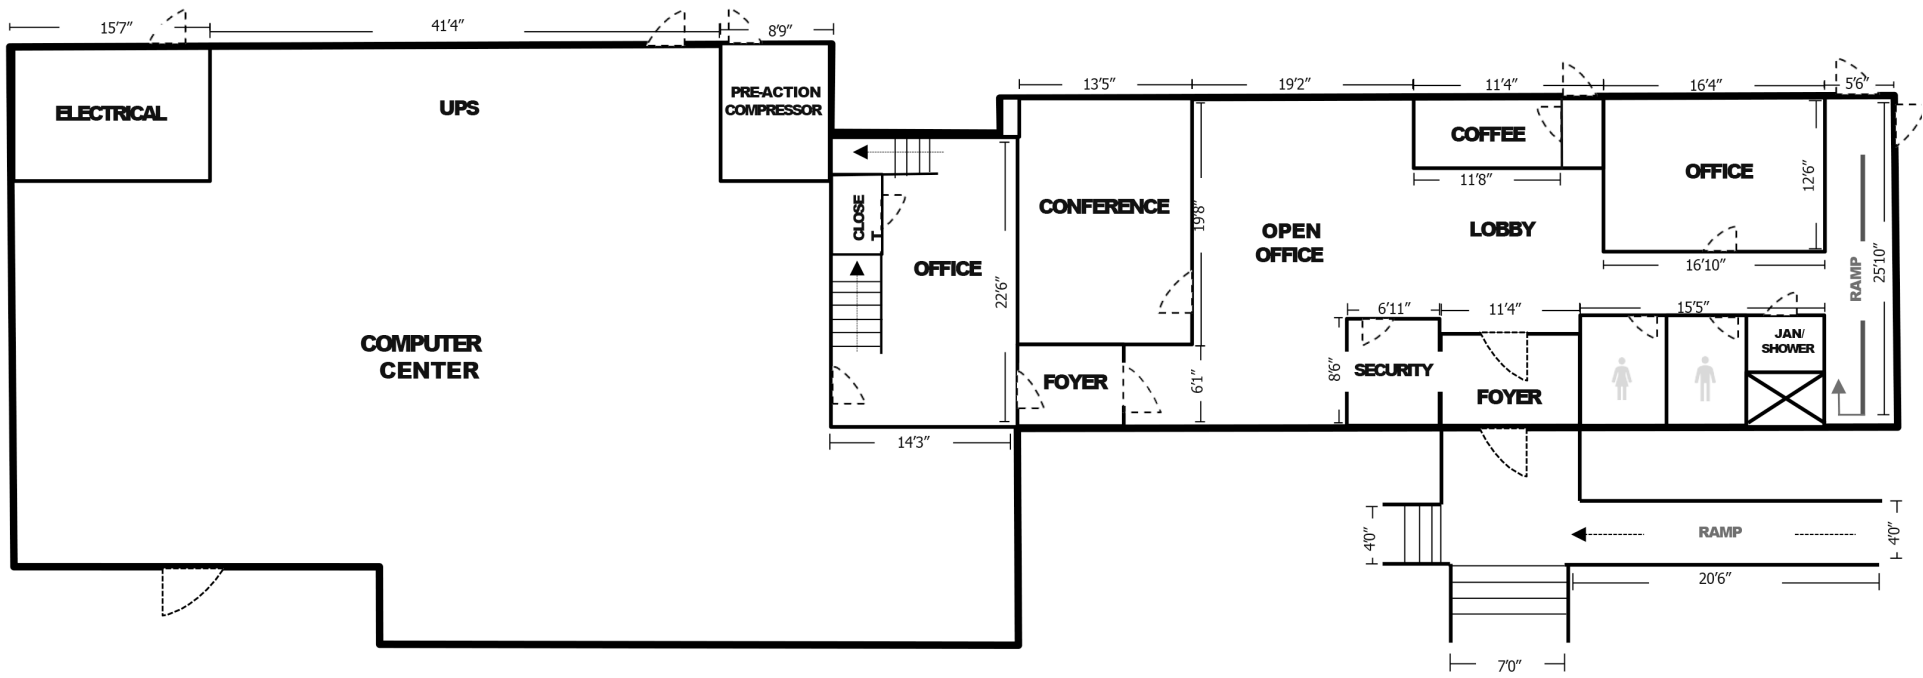 15'7"
41'4"
8'9"
13'5"
19'2"
11'4"
16'4"
5'6"
ELECTRICAL
UPS
PRE-ACTION
COMPRESSOR
COFFEE
11'8"
OFFICE
12'6"
CLOSE
T
CONFERENCE
19'8"
OPEN
OFFICE
LOBBY
OFFICE
22'6"
16'10"
RAMP
25'10"
COMPUTER
CENTER
6'11"
11'4"
15'5"
JAN/
SHOWER
FOYER
6'1"
8'6"
SECURITY
FOYER
14'3"
4'0"
RAMP
4'0"
20'6"
7'0"